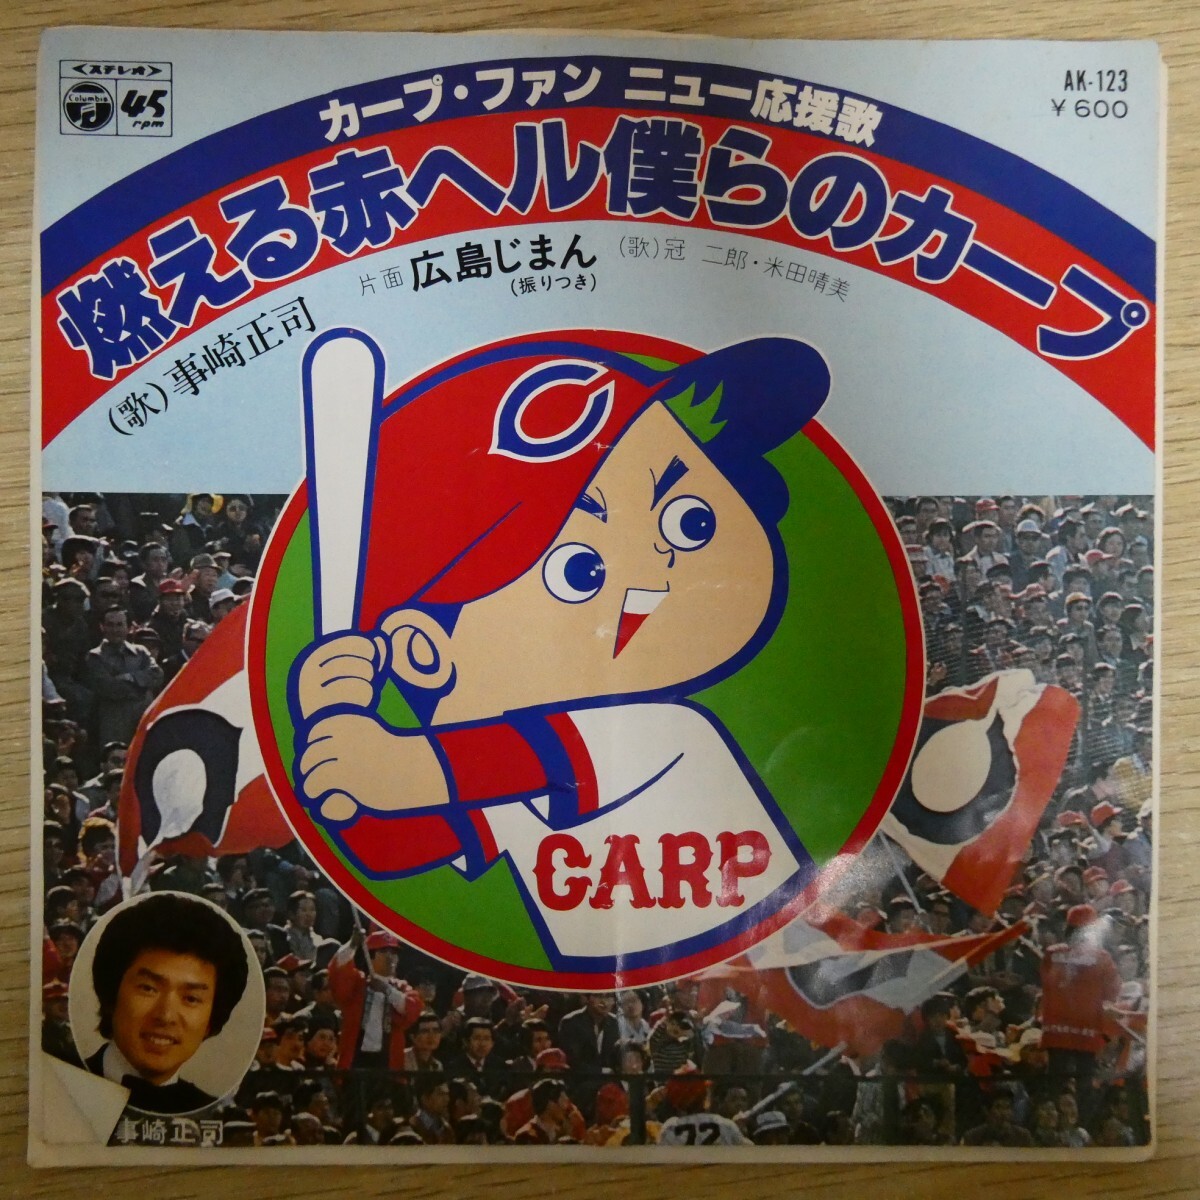 <ステレオ>
Columbia
45
rpm
AK-123
¥600
カープ・ファン ニュー応援歌
燃える赤ヘル僕らのカープ
(歌)事崎正司
片面 広島じまん
(振りつき)
(歌)冠 二郎・米田晴美
C
CARP
72
事崎正司